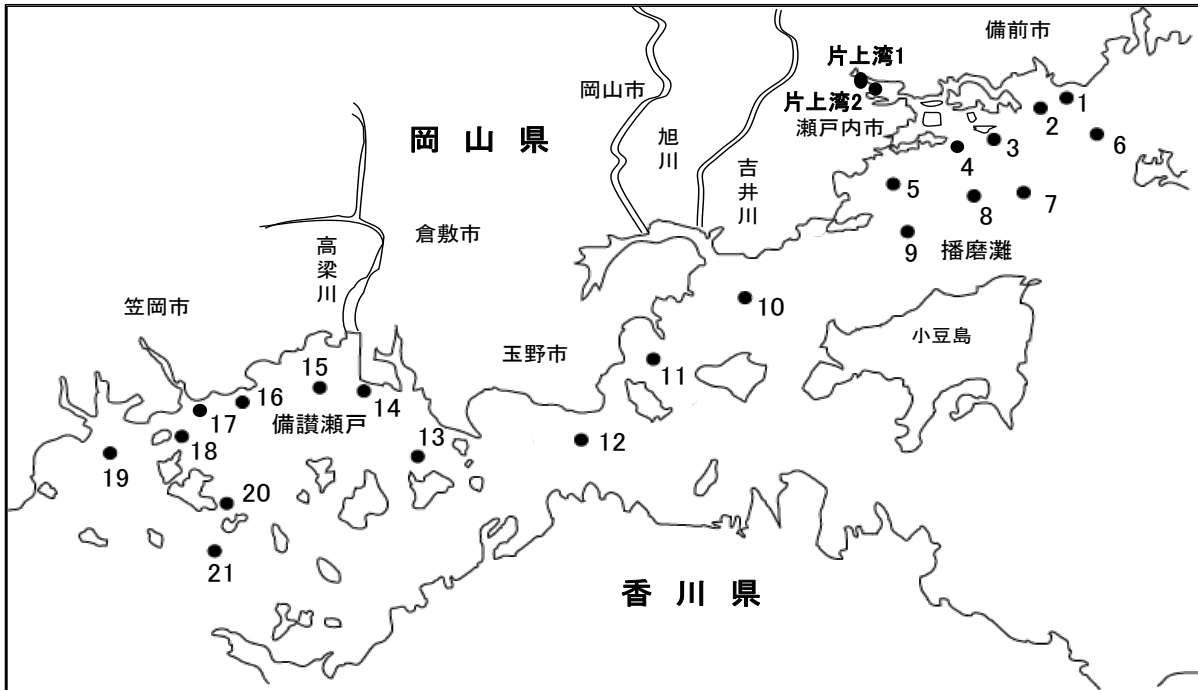 備前市
片上湾1
片上湾2
瀬戸内市
岡山市
岡山県
旭川
吉井川
倉敷市
高梁川
笠岡市
玉野市
播磨灘
小豆島
備讃瀬戸
香川県
1
2
3
4
5
6
7
8
9
10
11
12
13
14
15
16
17
18
19
20
21